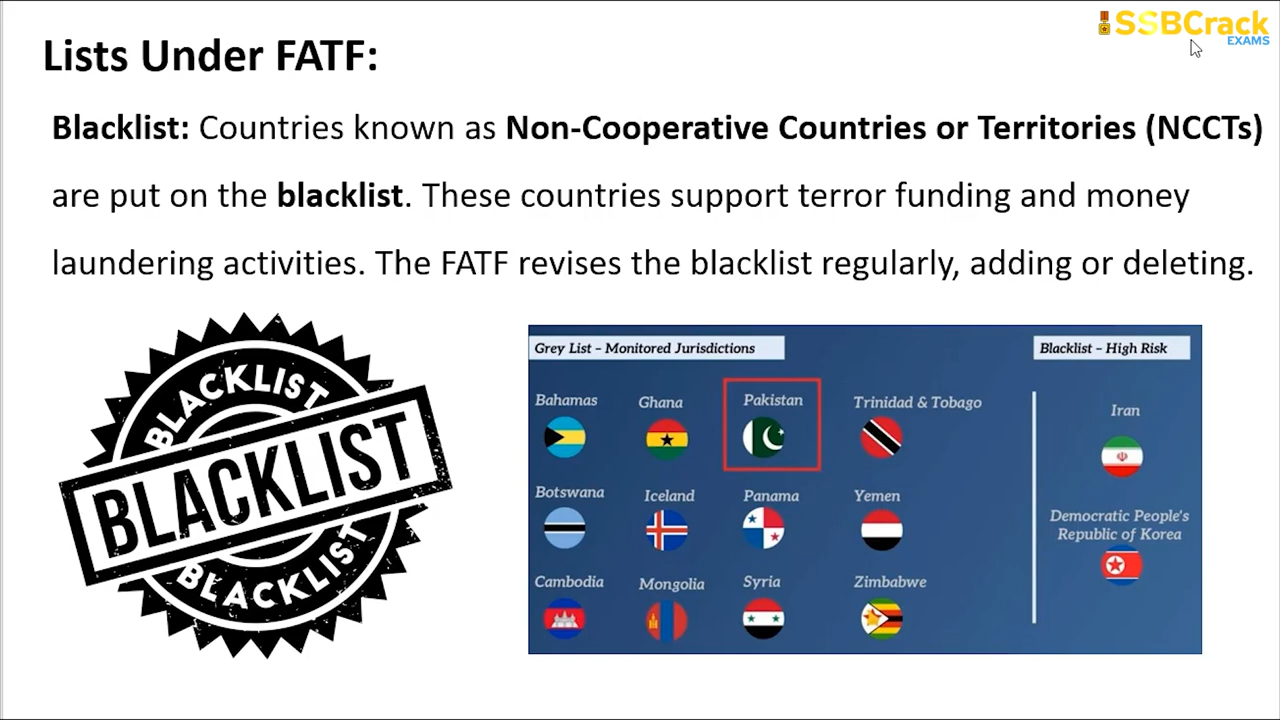 SSBCrack
EXAMS
Lists Under FATF:
Blacklist: Countries known as Non-Cooperative Countries or Territories (NCCTs)
are put on the blacklist. These countries support terror funding and money
laundering activities. The FATF revises the blacklist regularly, adding or deleting.
BLACKLIST
BLACKLIST
BLACKLIST
Grey List – Monitored Jurisdictions
Blacklist – High Risk
Bahamas
Ghana
Pakistan
Trinidad & Tobago
Iran
Botswana
Iceland
Panama
Yemen
Democratic People's
Republic of Korea
Cambodia
Mongolia
Syria
Zimbabwe